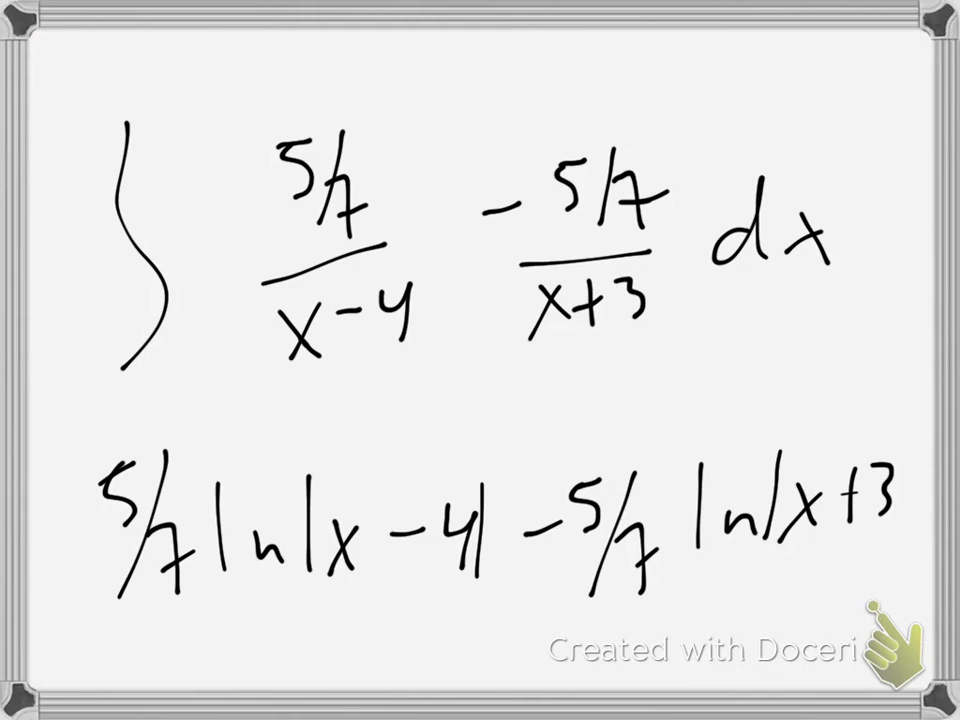 ∫ (5/7)/(x-4) - (5/7)/(x+3) dx
5/7 ln|x-4| - 5/7 ln|x+3
Created with Doceri